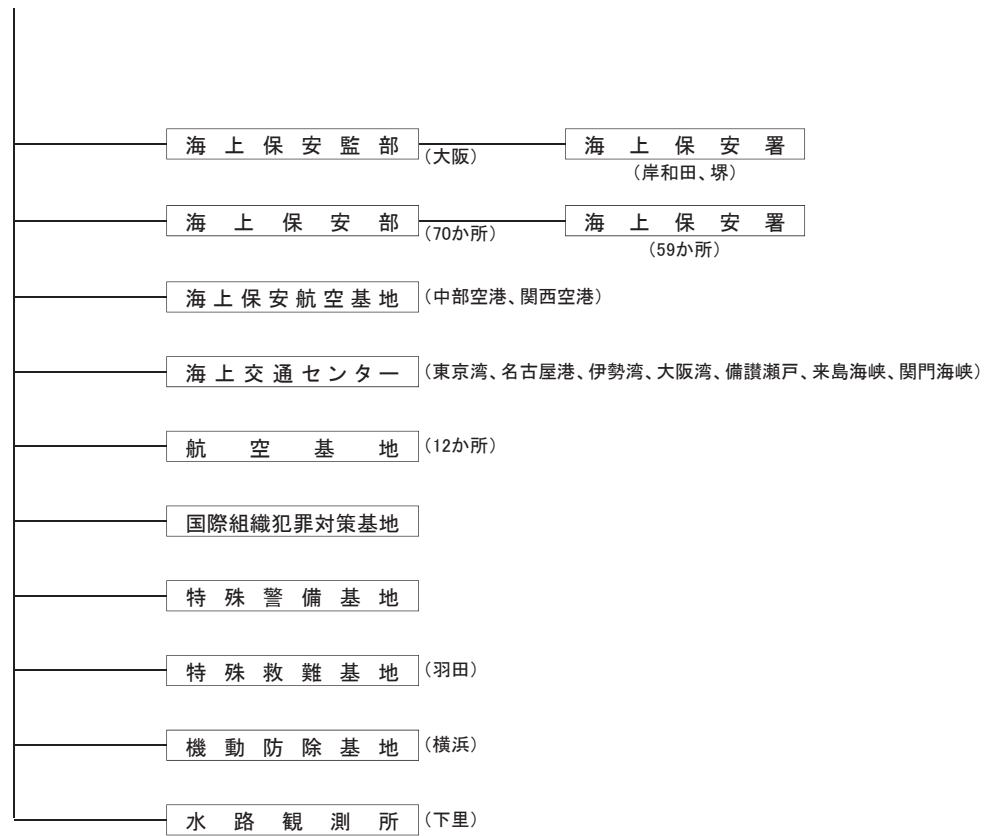 海上保安監部 (大阪) 海上保安署
(岸和田、堺)
海上保安部 (70か所) 海上保安署
(59か所)
海上保安航空基地 (中部空港、関西空港)
海上交通センター (東京湾、名古屋港、伊勢湾、大阪湾、備讃瀬戸、来島海峡、関門海峡)
航空基地 (12か所)
国際組織犯罪対策基地
特殊警備基地
特殊救難基地 (羽田)
機動防除基地 (横浜)
水路観測所 (下里)